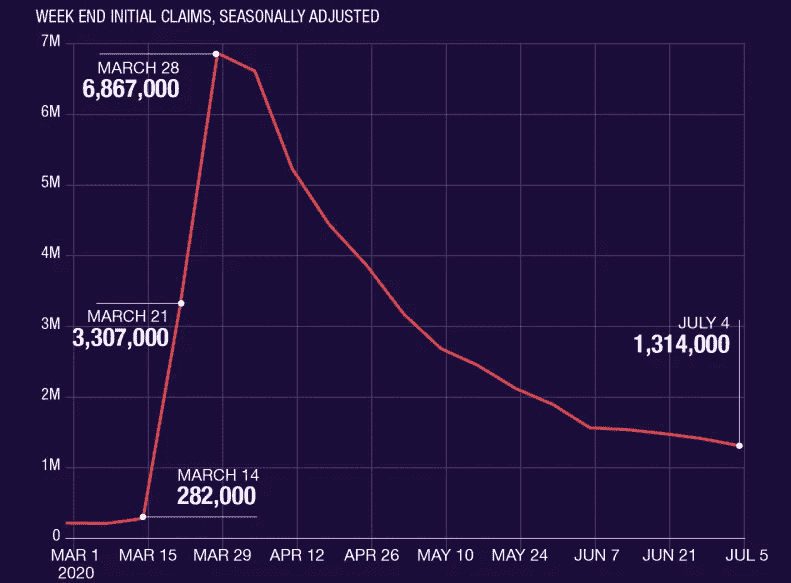 WEEK END INITIAL CLAIMS, SEASONALLY ADJUSTED
7M
MARCH 28
6,867,000
6M
5M
4M
MARCH 21
3,307,000
3M
JULY 4
1,314,000
2M
1M
MARCH 14
282,000
0
MAR 1 MAR 15 MAR 29 APR 12 APR 26 MAY 10 MAY 24 JUN 7 JUN 21 JUL 5
2020